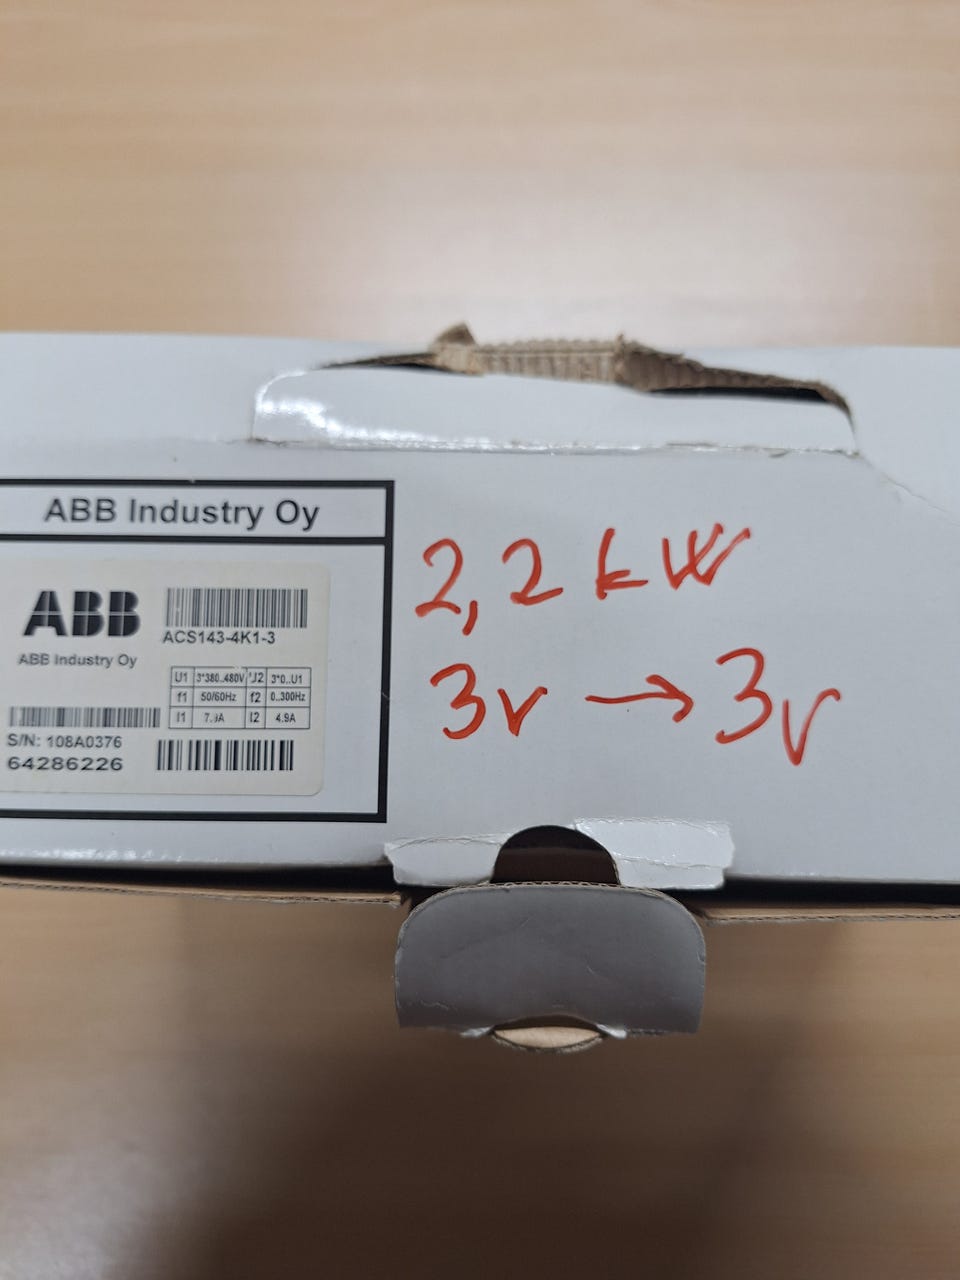 ABB Industry Oy
ABB
ACS143-4K1-3
ABB Industry Oy
U1 3*380..480V U2 3*0..U1
f1 50/60Hz f2 0..300Hz
I1 I2 4.9A
S/N: 108A0376
64286226
2,2 kW
3v → 3v